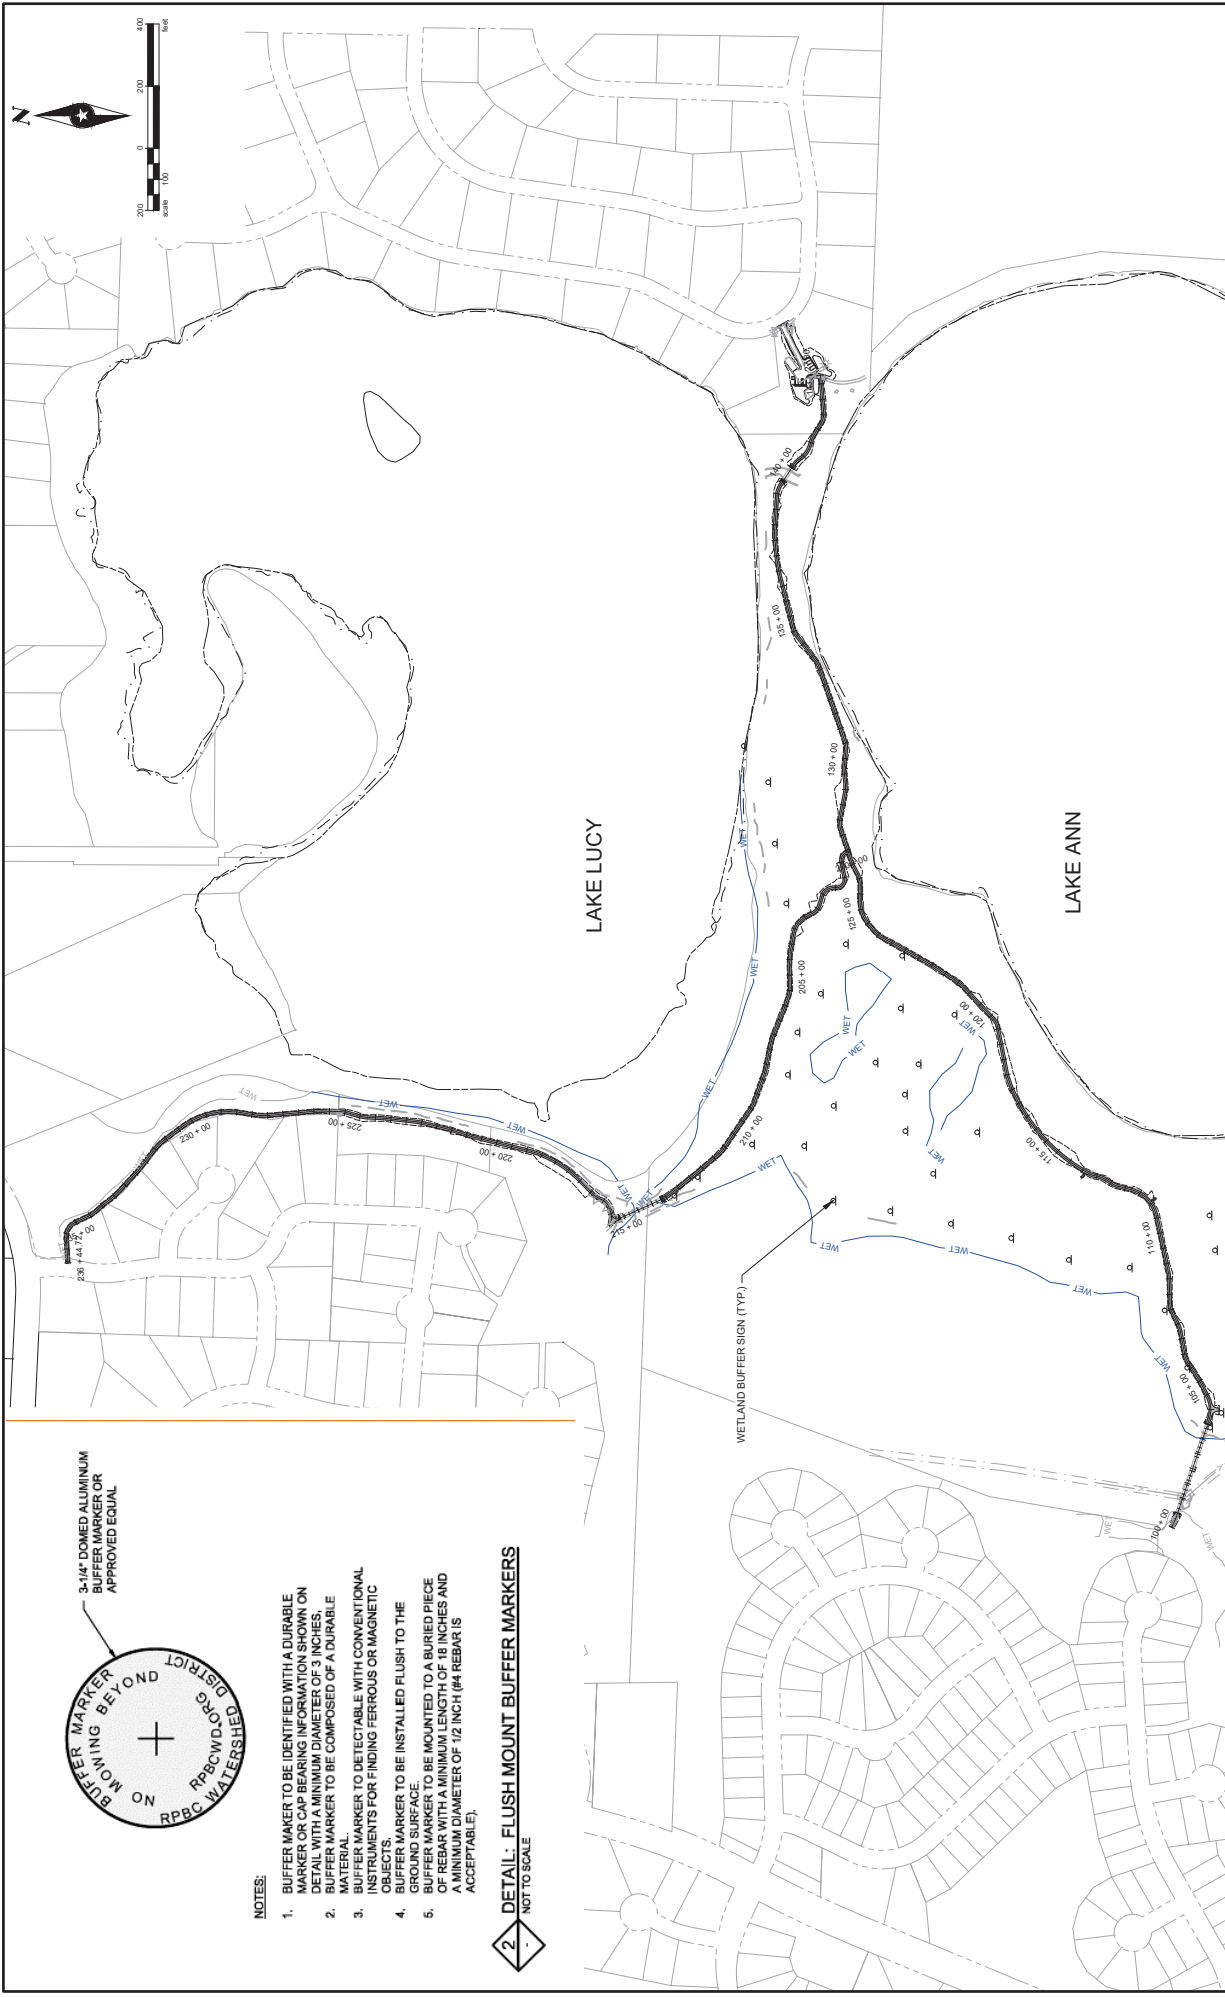 3-1/4" DOMED ALUMINUM
BUFFER MARKER OR
APPROVED EQUAL
BUFFER MARKER
NO MOWING BEYOND
RPBCWD.ORG
RPBC WATERSHED DISTRICT
NOTES:
1. BUFFER MAKER TO BE IDENTIFIED WITH A DURABLE
MARKER OR CAP BEARING INFORMATION SHOWN ON
DETAIL WITH A MINIMUM DIAMETER OF 3 INCHES,
2. BUFFER MARKER TO BE COMPOSED OF A DURABLE
MATERIAL.
3. BUFFER MARKER TO DETECTABLE WITH CONVENTIONAL
INSTRUMENTS FOR FINDING FERROUS OR MAGNETIC
OBJECTS.
4. BUFFER MARKER TO BE INSTALLED FLUSH TO THE
GROUND SURFACE.
5. BUFFER MARKER TO BE MOUNTED TO A BURIED PIECE
OF REBAR WITH A MINIMUM LENGTH OF 18 INCHES AND
A MINIMUM DIAMETER OF 1/2 INCH (#4 REBAR IS
ACCEPTABLE).
2
-
DETAIL: FLUSH MOUNT BUFFER MARKERS
NOT TO SCALE
N
200
0
200
400
scale
100
feet
236 + 44.72
230 + 00
225 + 00
220 + 00
215 + 00
210 + 00
205 + 00
WET
WET
WET
WET
WET
WET
WET
WET
WET
LAKE LUCY
WETLAND BUFFER SIGN (TYP.)
WET
WET
WET
WET
WET
WET
WET
WET
WET
WET
WET
100 + 00
105 + 00
110 + 00
115 + 00
120 + 00
125 + 00
130 + 00
135 + 00
140 + 00
LAKE ANN